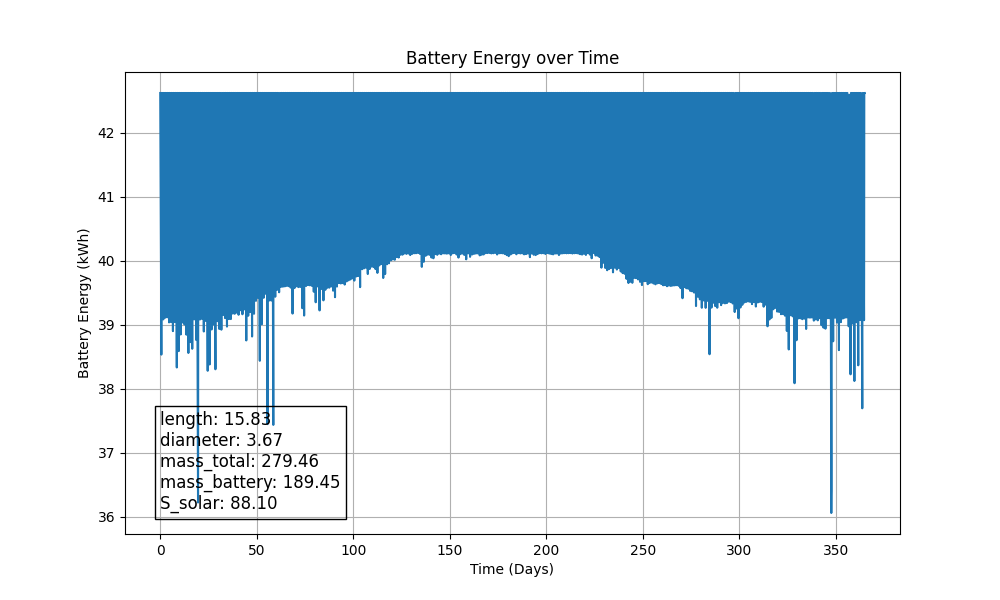 Battery Energy over Time
Battery Energy (kWh)
42
41
40
39
38
37
36
length: 15.83
diameter: 3.67
mass_total: 279.46
mass_battery: 189.45
S_solar: 88.10
0 50 100 150 200 250 300 350
Time (Days)